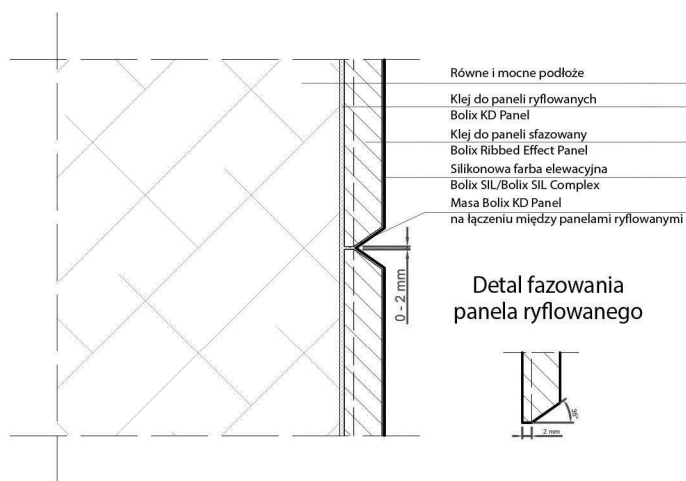 Równe i mocne podłoże
Klej do paneli ryflowanych
Bolix KD Panel
Klej do paneli sfazowany
Bolix Ribbed Effect Panel
Silikonowa farba elewacyjna
Bolix SIL/Bolix SIL Complex
Masa Bolix KD Panel
na łączeniu między panelami ryflowanymi
0 - 2 mm
Detal fazowania
panela ryflowanego
2 mm